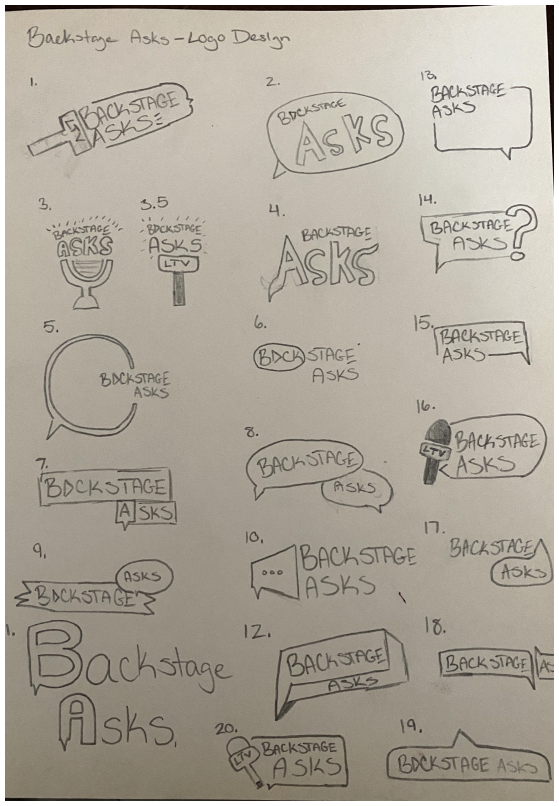 Backstage Asks - Logo Design
1.
BACKSTAGE
ASKS
2.
BACKSTAGE
ASKS
13.
BACKSTAGE
ASKS
3.
BACKSTAGE
ASKS
3.5
BACKSTAGE
ASKS
LTV
4.
BACKSTAGE
ASKS
14.
BACKSTAGE
ASKS ?
5.
BACKSTAGE
ASKS
6.
BACKSTAGE
ASKS
15.
BACKSTAGE
ASKS
7.
BACKSTAGE
ASKS
8.
BACKSTAGE
ASKS
16.
LTV
BACKSTAGE
ASKS
9.
ASKS
BACKSTAGE
10.
...
BACKSTAGE
ASKS
17.
BACKSTAGE
ASKS
1.
Backstage
Asks.
12.
BACKSTAGE
ASKS
18.
BACKSTAGE AS
20.
LTV
BACKSTAGE
ASKS
19.
BACKSTAGE ASKS